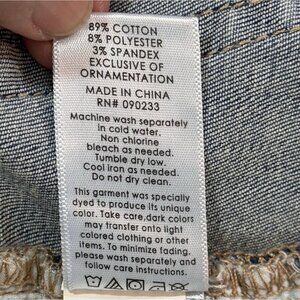 89% COTTON
8% POLYESTER
3% SPANDEX
EXCLUSIVE OF
ORNAMENTATION
MADE IN CHINA
RN# 090233
Machine wash separately
in cold water.
Non chlorine
bleach as needed.
Tumble dry low.
Cool iron as needed.
Do not dry clean.
This garment was specially
dyed to produce its unique
color. Take care,dark colors
may transfer onto light
colored clothing or other
items. To minimize fading,
please wash separately and
follow care instructions.